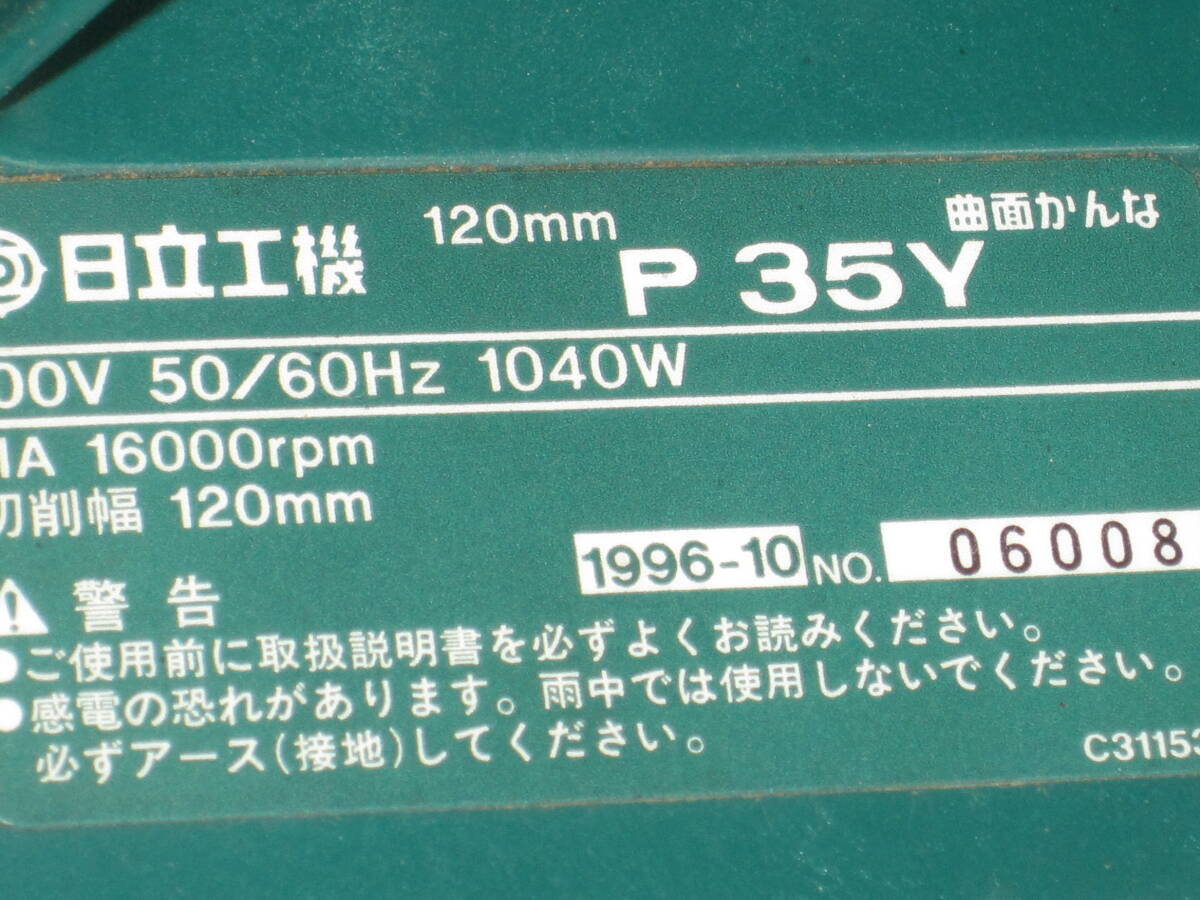 日立工機 120mm P 35Y 曲面かんな
00V 50/60Hz 1040W
1A 16000rpm
切削幅 120mm
1996-10 NO. 06008
警告
●ご使用前に取扱説明書を必ずよくお読みください。
●感電の恐れがあります。雨中では使用しないでください。
必ずアース(接地)してください。
C31153